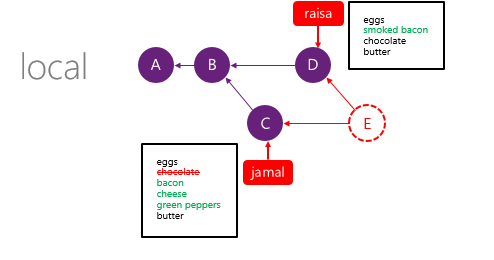 raisa
eggs
smoked bacon
chocolate
butter
local
A
B
D
C
E
eggs
chocolate
bacon
cheese
green peppers
butter
jamal